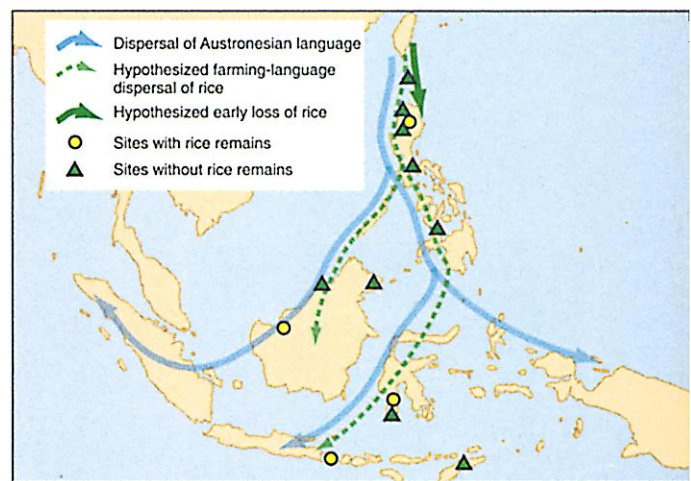 Dispersal of Austronesian language
Hypothesized farming-language
dispersal of rice
Hypothesized early loss of rice
Sites with rice remains
Sites without rice remains